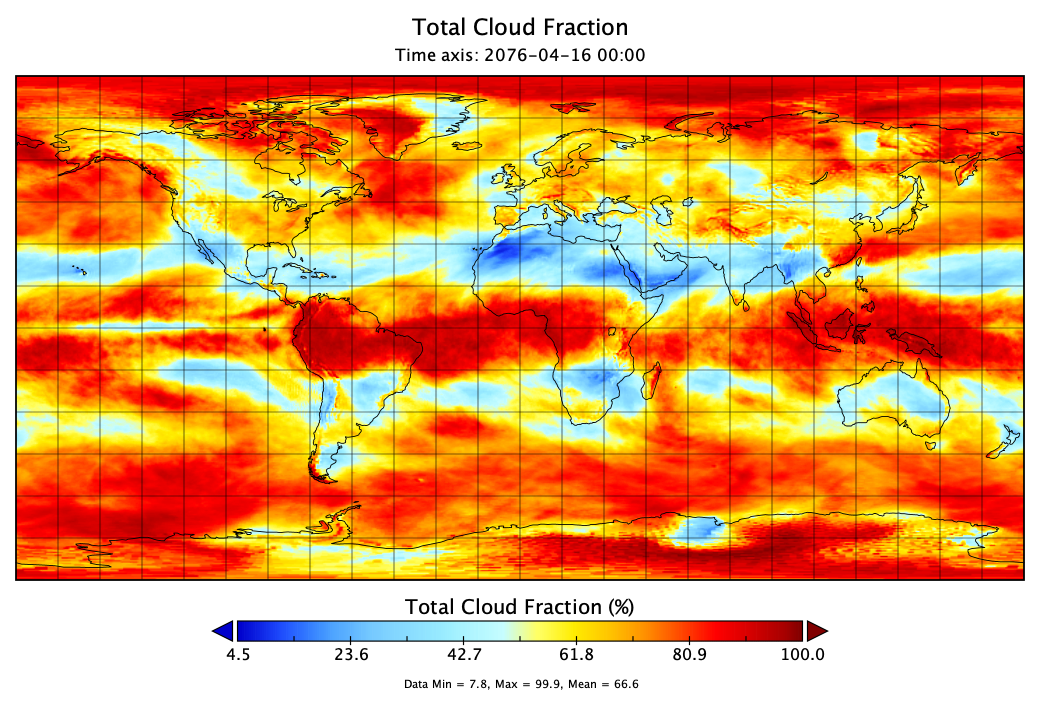 Total Cloud Fraction
Time axis: 2076-04-16 00:00
Total Cloud Fraction (%)
4.5 23.6 42.7 61.8 80.9 100.0
Data Min = 7.8, Max = 99.9, Mean = 66.6